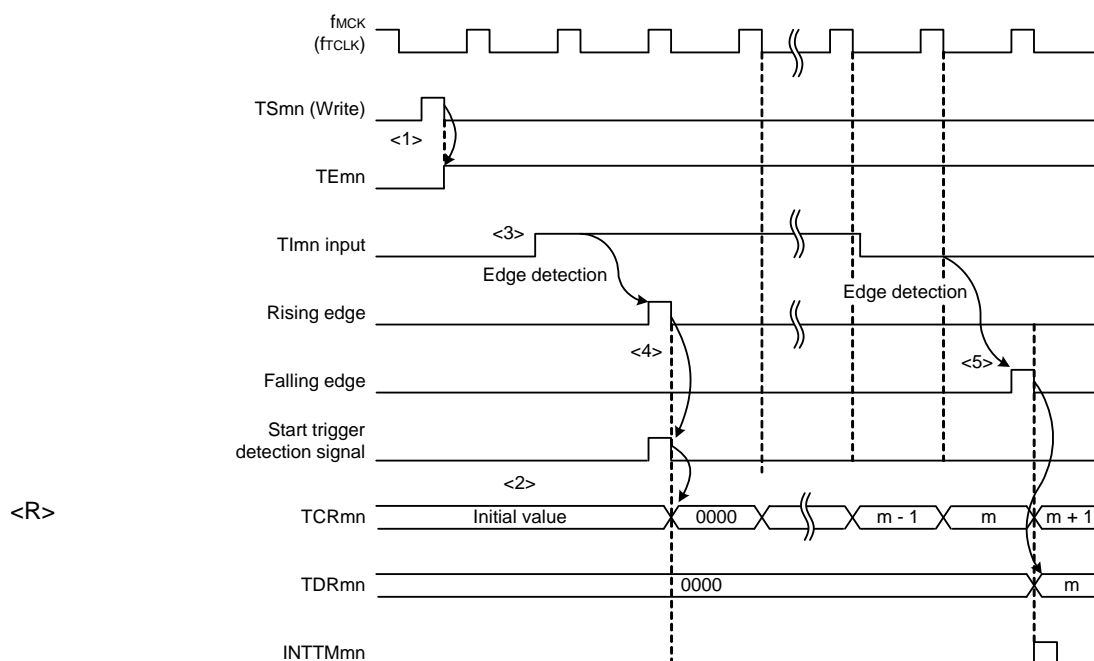 fMCK
(fTCLK)
TSmn (Write)
<1>
TEmn
TImn input
<3>
Edge detection
Edge detection
Rising edge
<4>
<5>
Falling edge
Start trigger
detection signal
<2>
<R>
TCRmn
Initial value
0000
m - 1
m
m + 1
TDRmn
0000
m
INTTMmn